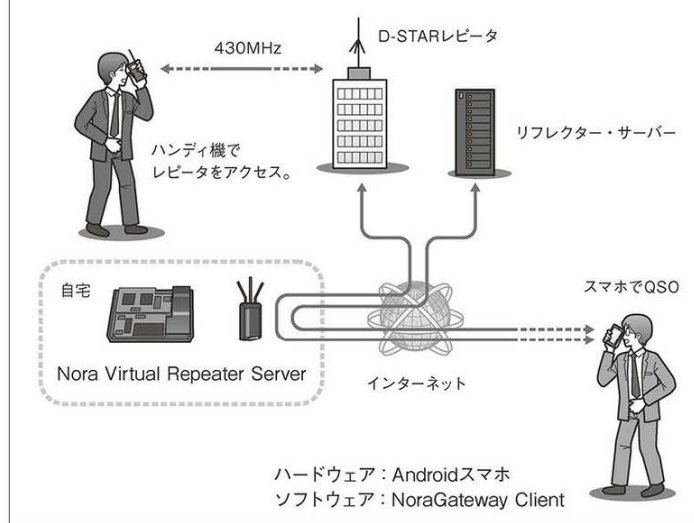 430MHz
D-STARレピータ
リフレクター・サーバー
ハンディ機で
レピータをアクセス。
自宅
Nora Virtual Repeater Server
インターネット
スマホでQSO
ハードウェア：Androidスマホ
ソフトウェア：NoraGateway Client